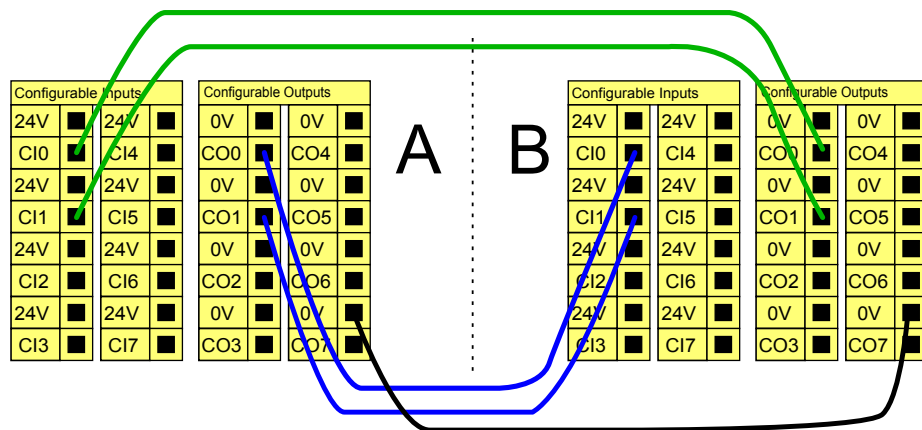 Configurable Inputs
24V 24V
CI0 CI4
24V 24V
CI1 CI5
24V 24V
CI2 CI6
24V 24V
CI3 CI7
Configurable Outputs
0V 0V
CO0 CO4
0V 0V
CO1 CO5
0V 0V
CO2 CO6
0V 0V
CO3 CO7
A
B
Configurable Inputs
24V 24V
CI0 CI4
24V 24V
CI1 CI5
24V 24V
CI2 CI6
24V 24V
CI3 CI7
Configurable Outputs
0V 0V
CO0 CO4
0V 0V
CO1 CO5
0V 0V
CO2 CO6
0V 0V
CO3 CO7